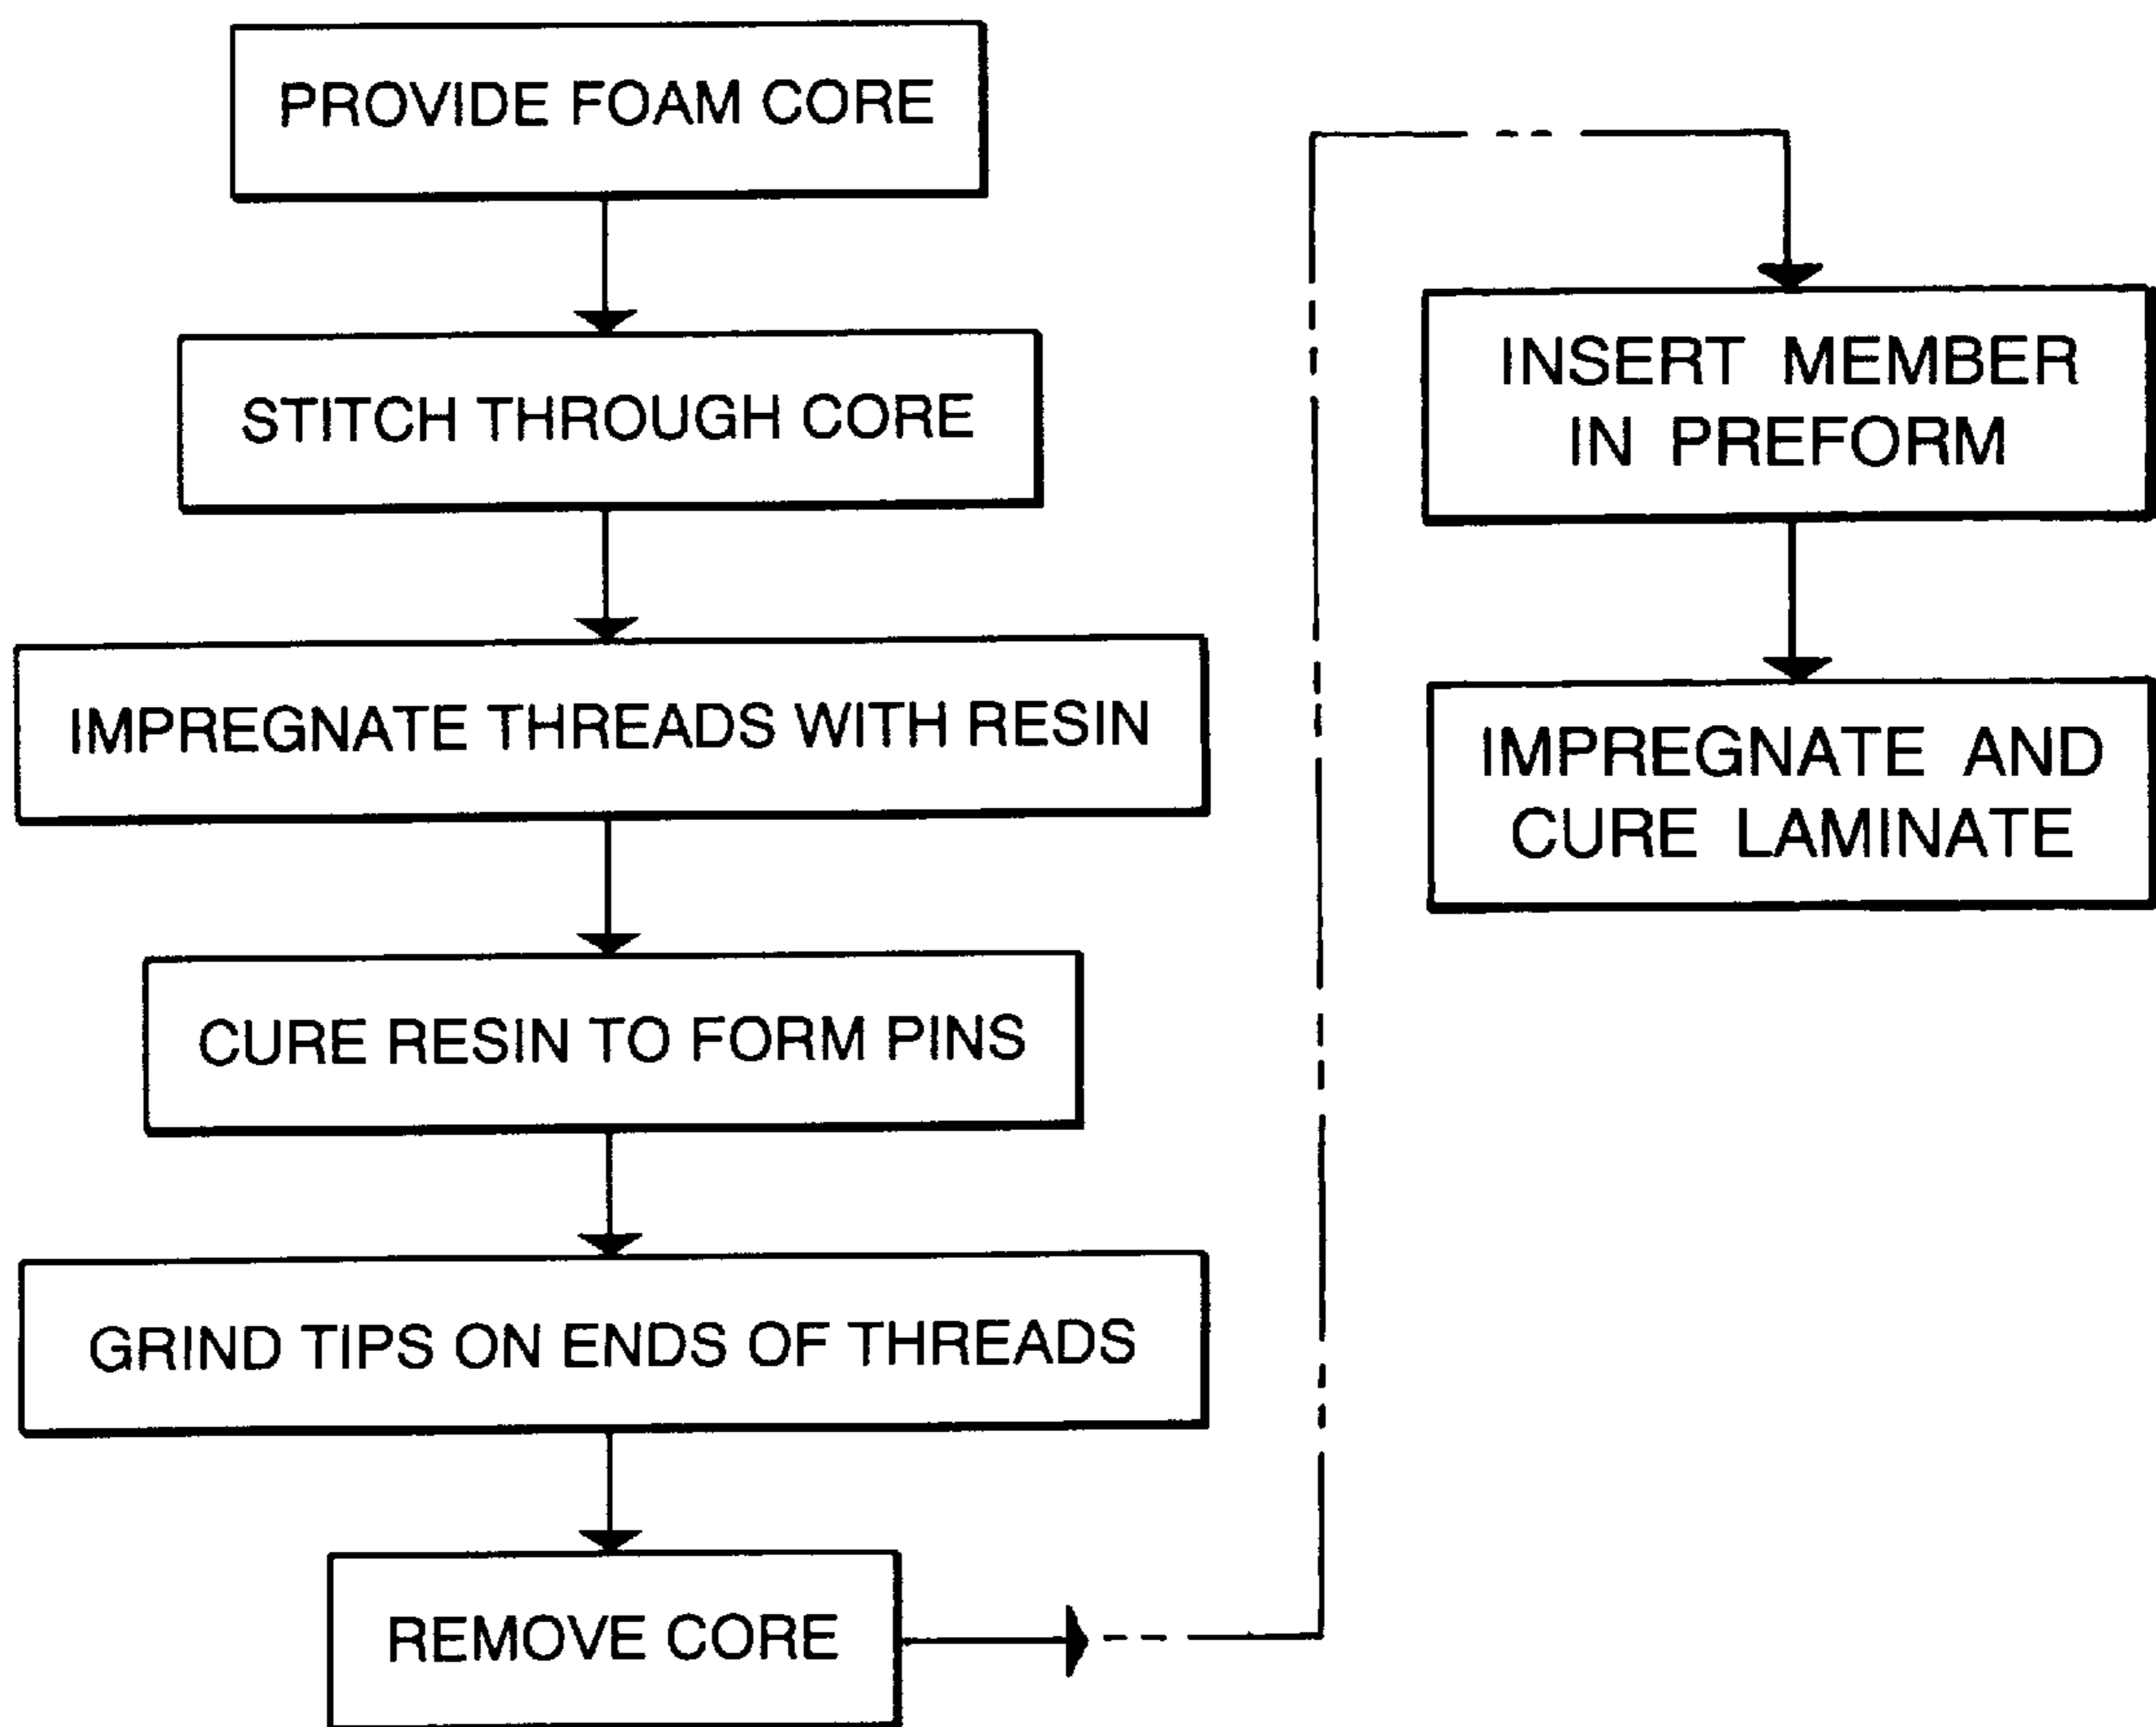 PROVIDE FOAM CORE
STITCH THROUGH CORE
IMPREGNATE THREADS WITH RESIN
CURE RESIN TO FORM PINS
GRIND TIPS ON ENDS OF THREADS
REMOVE CORE
INSERT MEMBER
IN PREFORM
IMPREGNATE AND
CURE LAMINATE